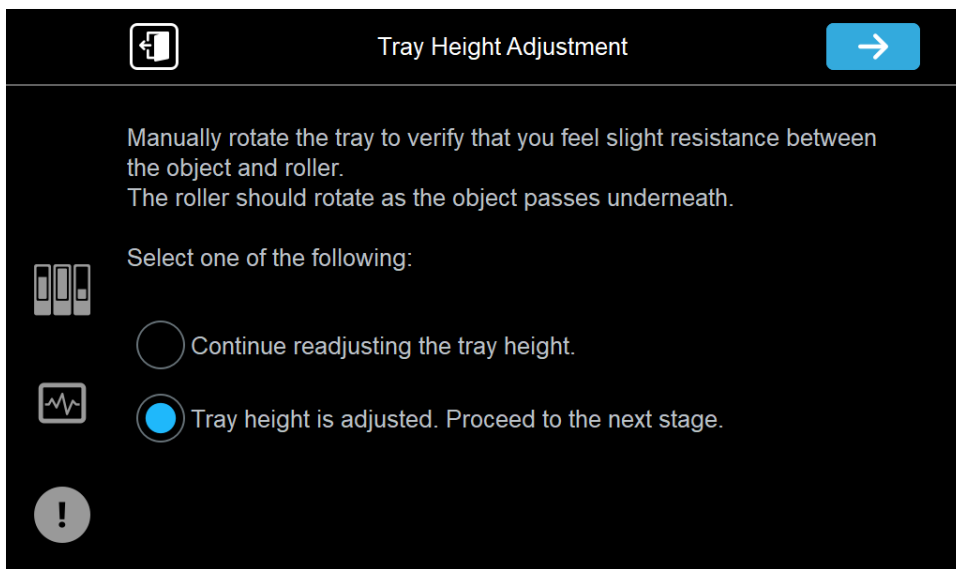 Tray Height Adjustment
Manually rotate the tray to verify that you feel slight resistance between
the object and roller.
The roller should rotate as the object passes underneath.
Select one of the following:
Continue readjusting the tray height.
Tray height is adjusted. Proceed to the next stage.
!